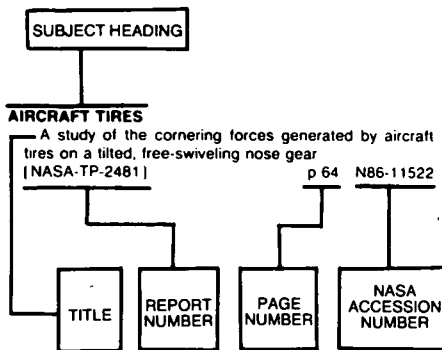 SUBJECT HEADING
AIRCRAFT TIRES
A study of the cornering forces generated by aircraft
tires on a tilted, free-swiveling nose gear
[NASA-TP-2481] p 64 N86-11522
TITLE
REPORT
NUMBER
PAGE
NUMBER
NASA
ACCESSION
NUMBER